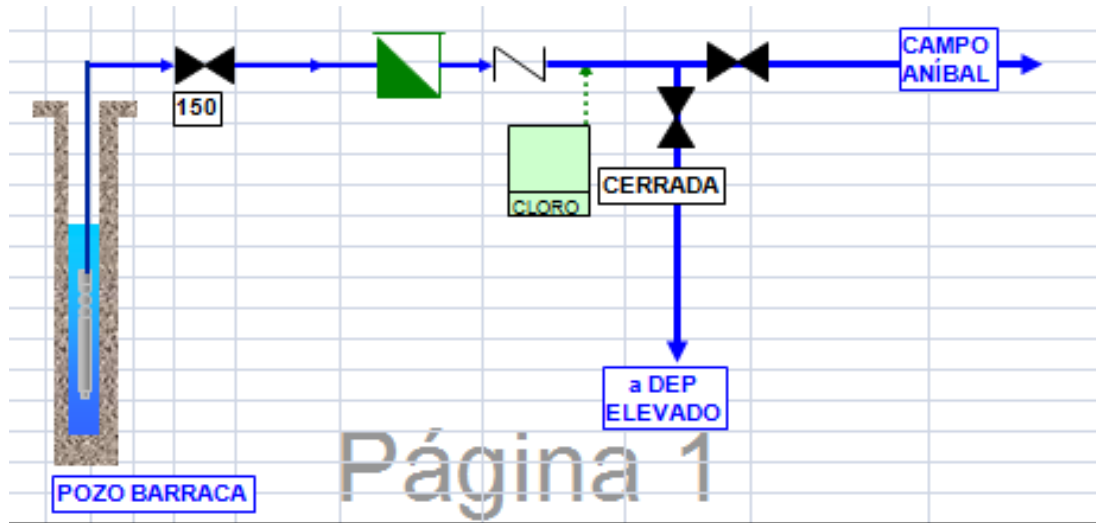 CAMPO
ANÍBAL
150
CERRADA
CLORO
a DEP
ELEVADO
Página 1
POZO BARRACA